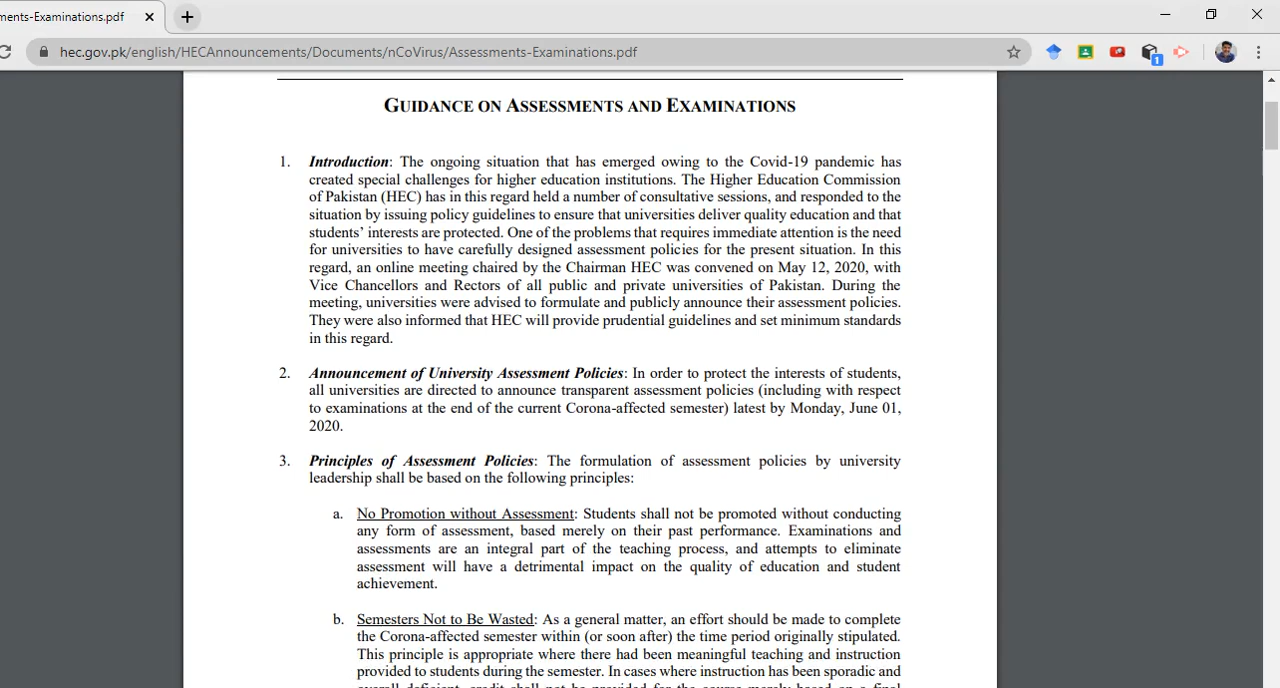 ments-Examinations.pdf
hec.gov.pk/english/HECAnnouncements/Documents/nCoVirus/Assessments-Examinations.pdf
1
GUIDANCE ON ASSESSMENTS AND EXAMINATIONS
1. Introduction: The ongoing situation that has emerged owing to the Covid-19 pandemic has
created special challenges for higher education institutions. The Higher Education Commission
of Pakistan (HEC) has in this regard held a number of consultative sessions, and responded to the
situation by issuing policy guidelines to ensure that universities deliver quality education and that
students’ interests are protected. One of the problems that requires immediate attention is the need
for universities to have carefully designed assessment policies for the present situation. In this
regard, an online meeting chaired by the Chairman HEC was convened on May 12, 2020, with
Vice Chancellors and Rectors of all public and private universities of Pakistan. During the
meeting, universities were advised to formulate and publicly announce their assessment policies.
They were also informed that HEC will provide prudential guidelines and set minimum standards
in this regard.
2. Announcement of University Assessment Policies: In order to protect the interests of students,
all universities are directed to announce transparent assessment policies (including with respect
to examinations at the end of the current Corona-affected semester) latest by Monday, June 01,
2020.
3. Principles of Assessment Policies: The formulation of assessment policies by university
leadership shall be based on the following principles:
a. No Promotion without Assessment: Students shall not be promoted without conducting
any form of assessment, based merely on their past performance. Examinations and
assessments are an integral part of the teaching process, and attempts to eliminate
assessment will have a detrimental impact on the quality of education and student
achievement.
b. Semesters Not to Be Wasted: As a general matter, an effort should be made to complete
the Corona-affected semester within (or soon after) the time period originally stipulated.
This principle is appropriate where there had been meaningful teaching and instruction
provided to students during the semester. In cases where instruction has been sporadic and
overall deficient, credit shall not be provided for the course merely based on a final